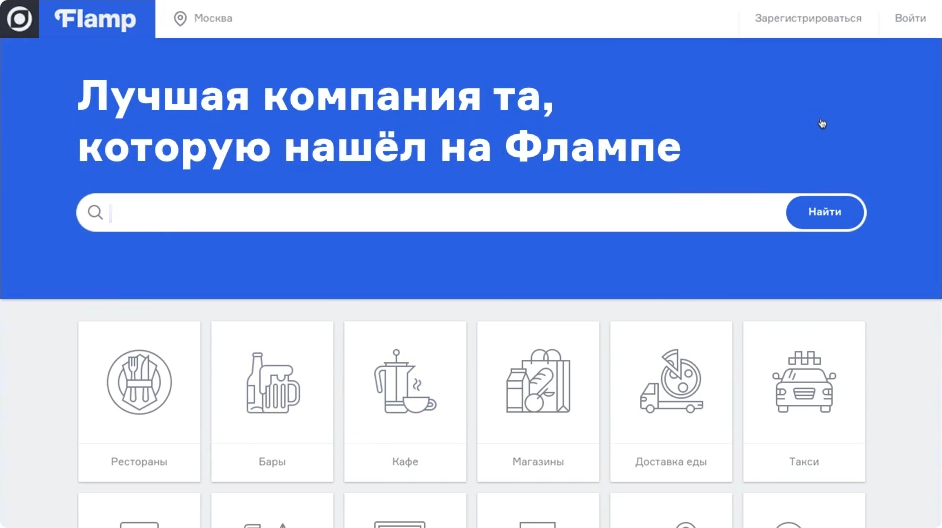 Flamp
Москва
Зарегистрироваться
Войти
Лучшая компания та,
которую нашёл на Флампе
Найти
Рестораны
Бары
Кафе
Магазины
Доставка еды
Такси